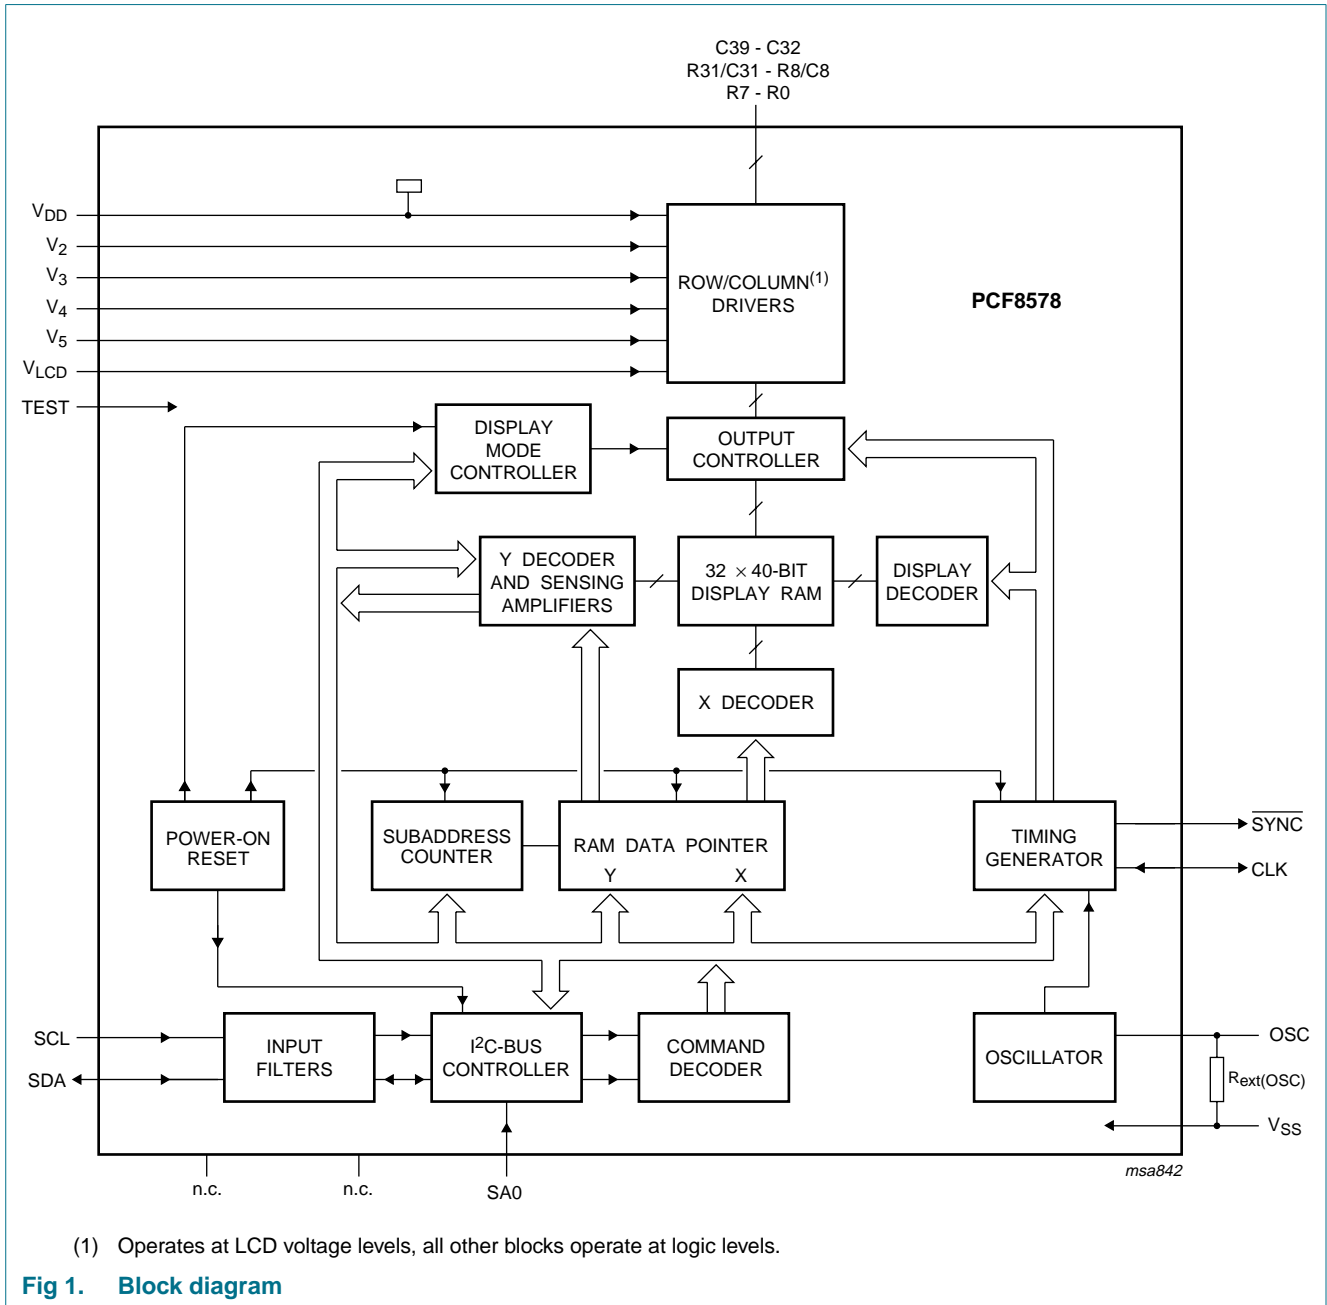 C39 - C32
R31/C31 - R8/C8
R7 - R0
VDD
V2
V3
V4
V5
VLCD
TEST
ROW/COLUMN(1)
DRIVERS
PCF8578
DISPLAY
MODE
CONTROLLER
OUTPUT
CONTROLLER
Y DECODER
AND SENSING
AMPLIFIERS
32 × 40-BIT
DISPLAY RAM
DISPLAY
DECODER
X DECODER
POWER-ON
RESET
SUBADDRESS
COUNTER
RAM DATA POINTER
Y X
TIMING
GENERATOR
SYNC
CLK
SCL
SDA
INPUT
FILTERS
I2C-BUS
CONTROLLER
COMMAND
DECODER
OSCILLATOR
OSC
Rext(OSC)
VSS
n.c.
n.c.
SA0
msa842
(1) Operates at LCD voltage levels, all other blocks operate at logic levels.
Fig 1. Block diagram